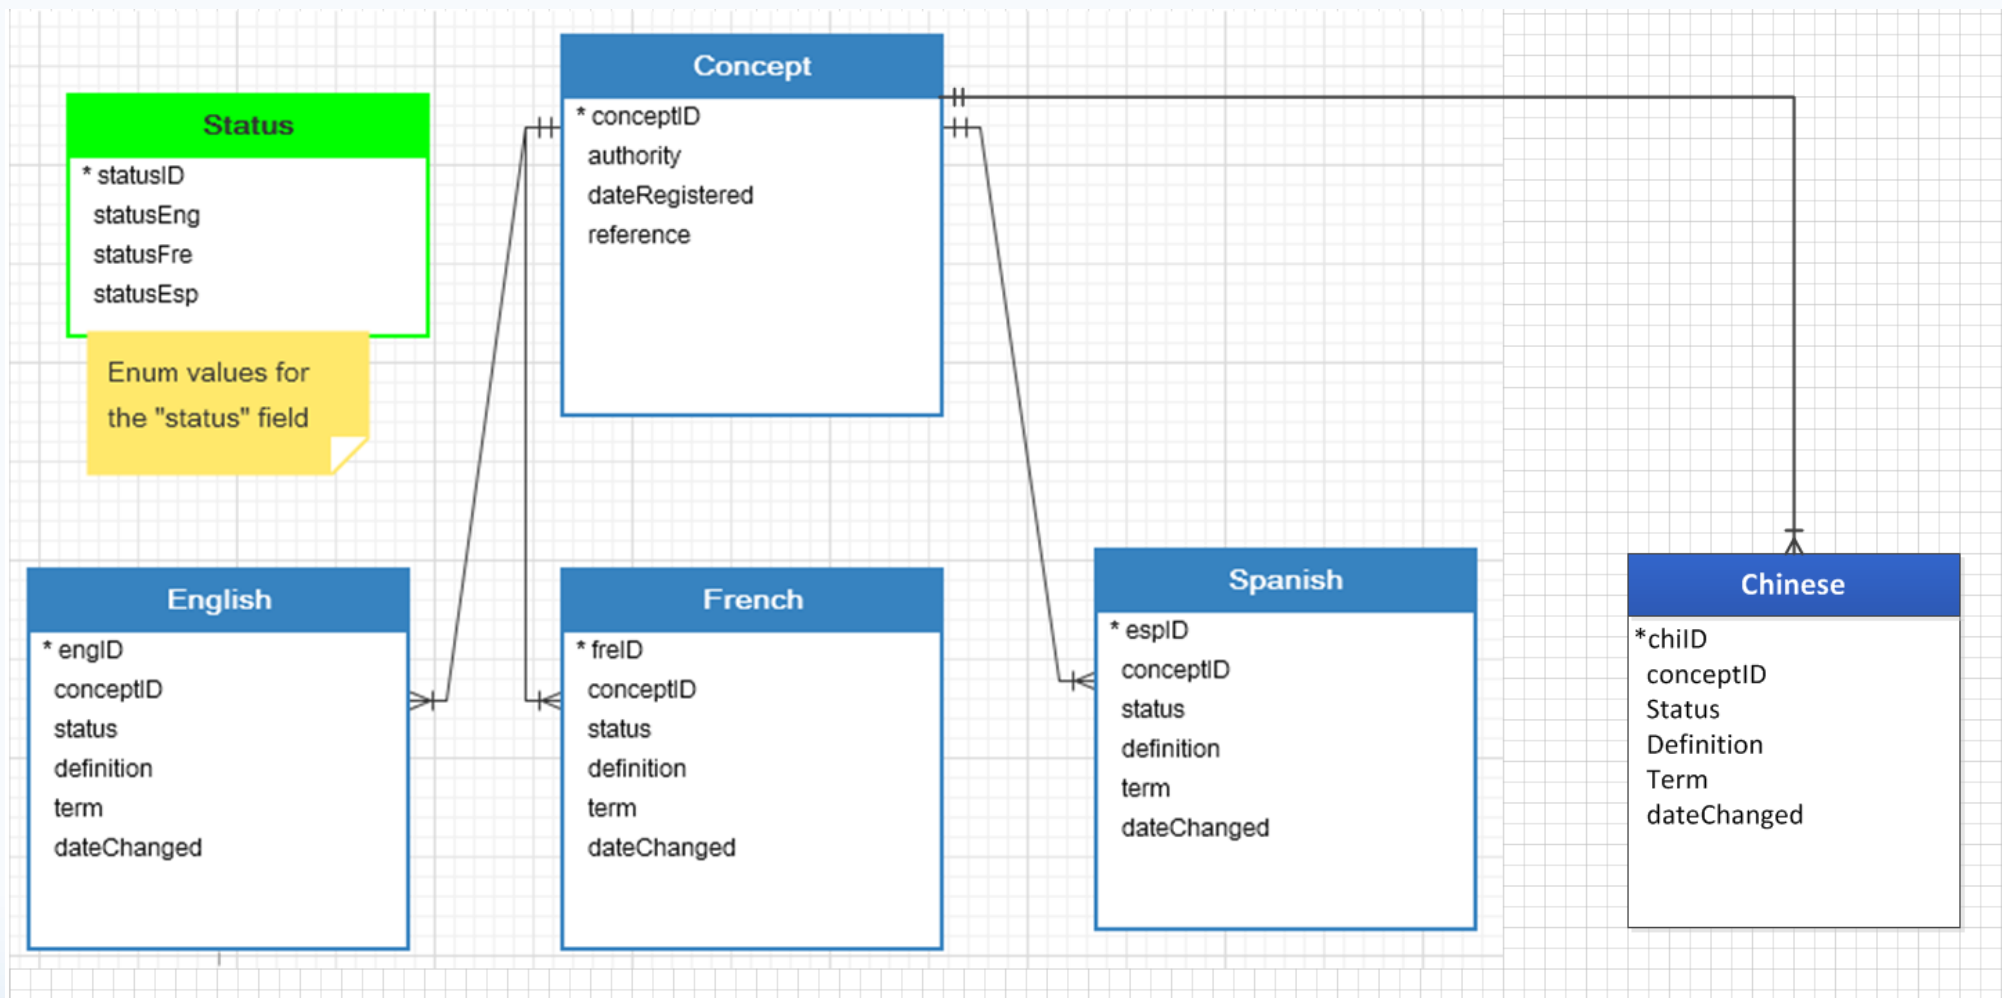 Concept
* conceptID
authority
dateRegistered
reference
Status
* statusID
statusEng
statusFre
statusEsp
Enum values for
the "status" field
English
* engID
conceptID
status
definition
term
dateChanged
French
* freID
conceptID
status
definition
term
dateChanged
Spanish
* espID
conceptID
status
definition
term
dateChanged
Chinese
*chiID
conceptID
Status
Definition
Term
dateChanged